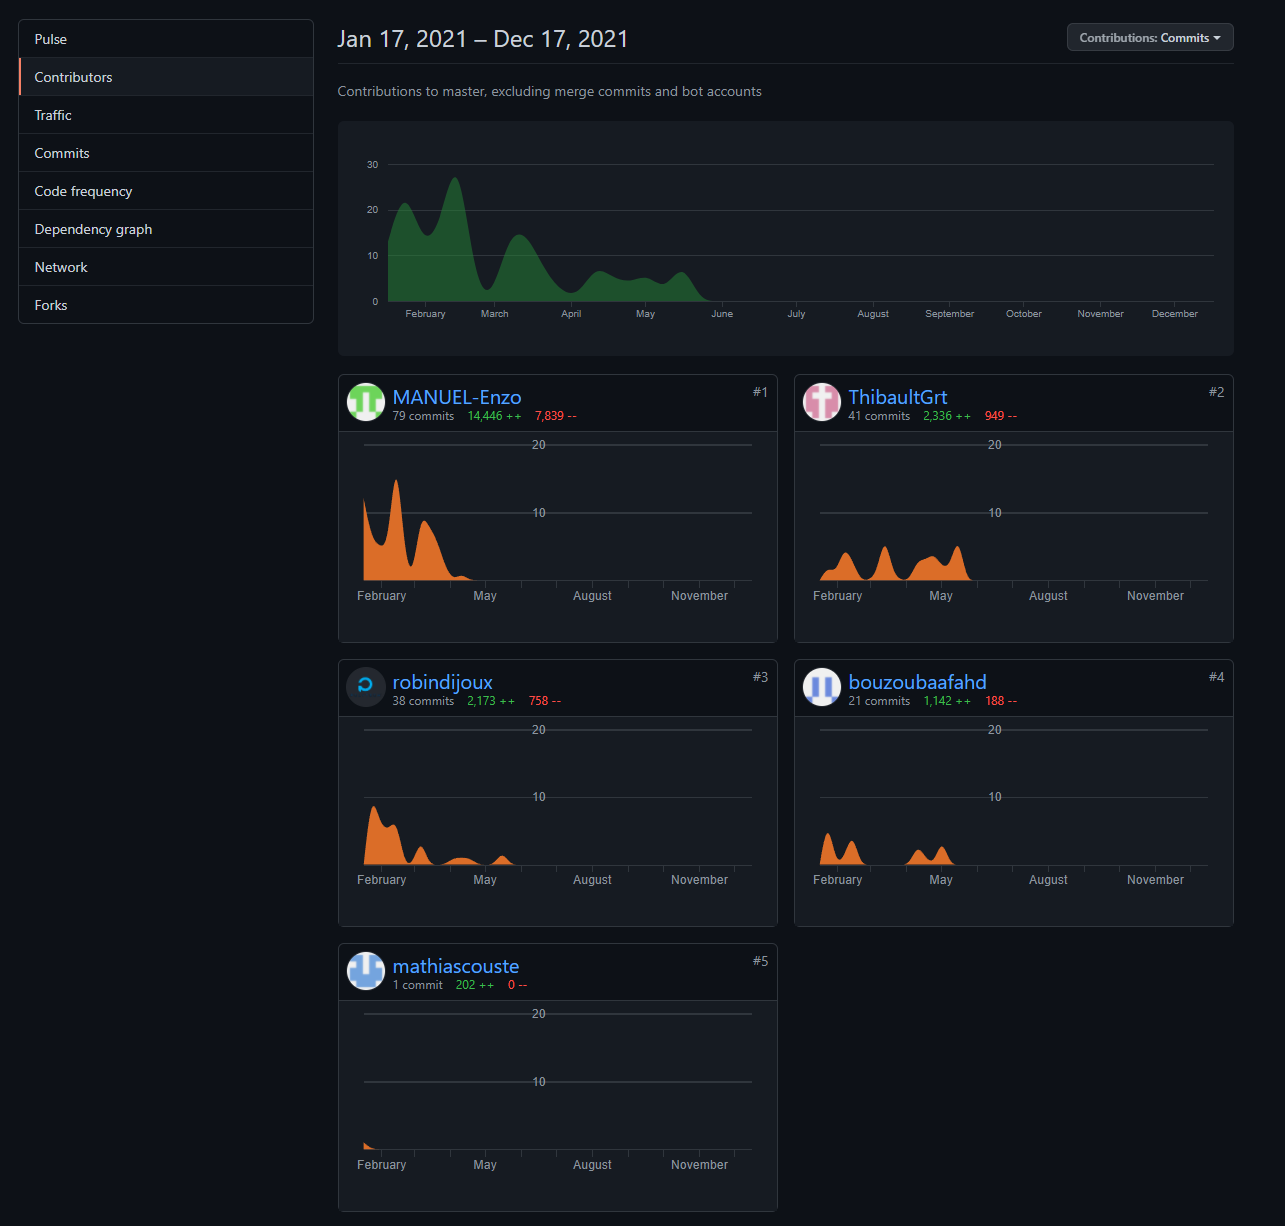 Pulse
Contributors
Traffic
Commits
Code frequency
Dependency graph
Network
Forks
Jan 17, 2021 – Dec 17, 2021
Contributions: Commits
Contributions to master, excluding merge commits and bot accounts
30
20
10
0
February March April May June July August September October November December
MANUEL-Enzo #1
79 commits 14,446 ++ 7,839 --
20
10
February May August November
ThibaultGrt #2
41 commits 2,336 ++ 949 --
20
10
February May August November
robindijoux #3
38 commits 2,173 ++ 758 --
20
10
February May August November
bouzoubaafahd #4
21 commits 1,142 ++ 188 --
20
10
February May August November
mathiascouste #5
1 commit 202 ++ 0 --
20
10
February May August November